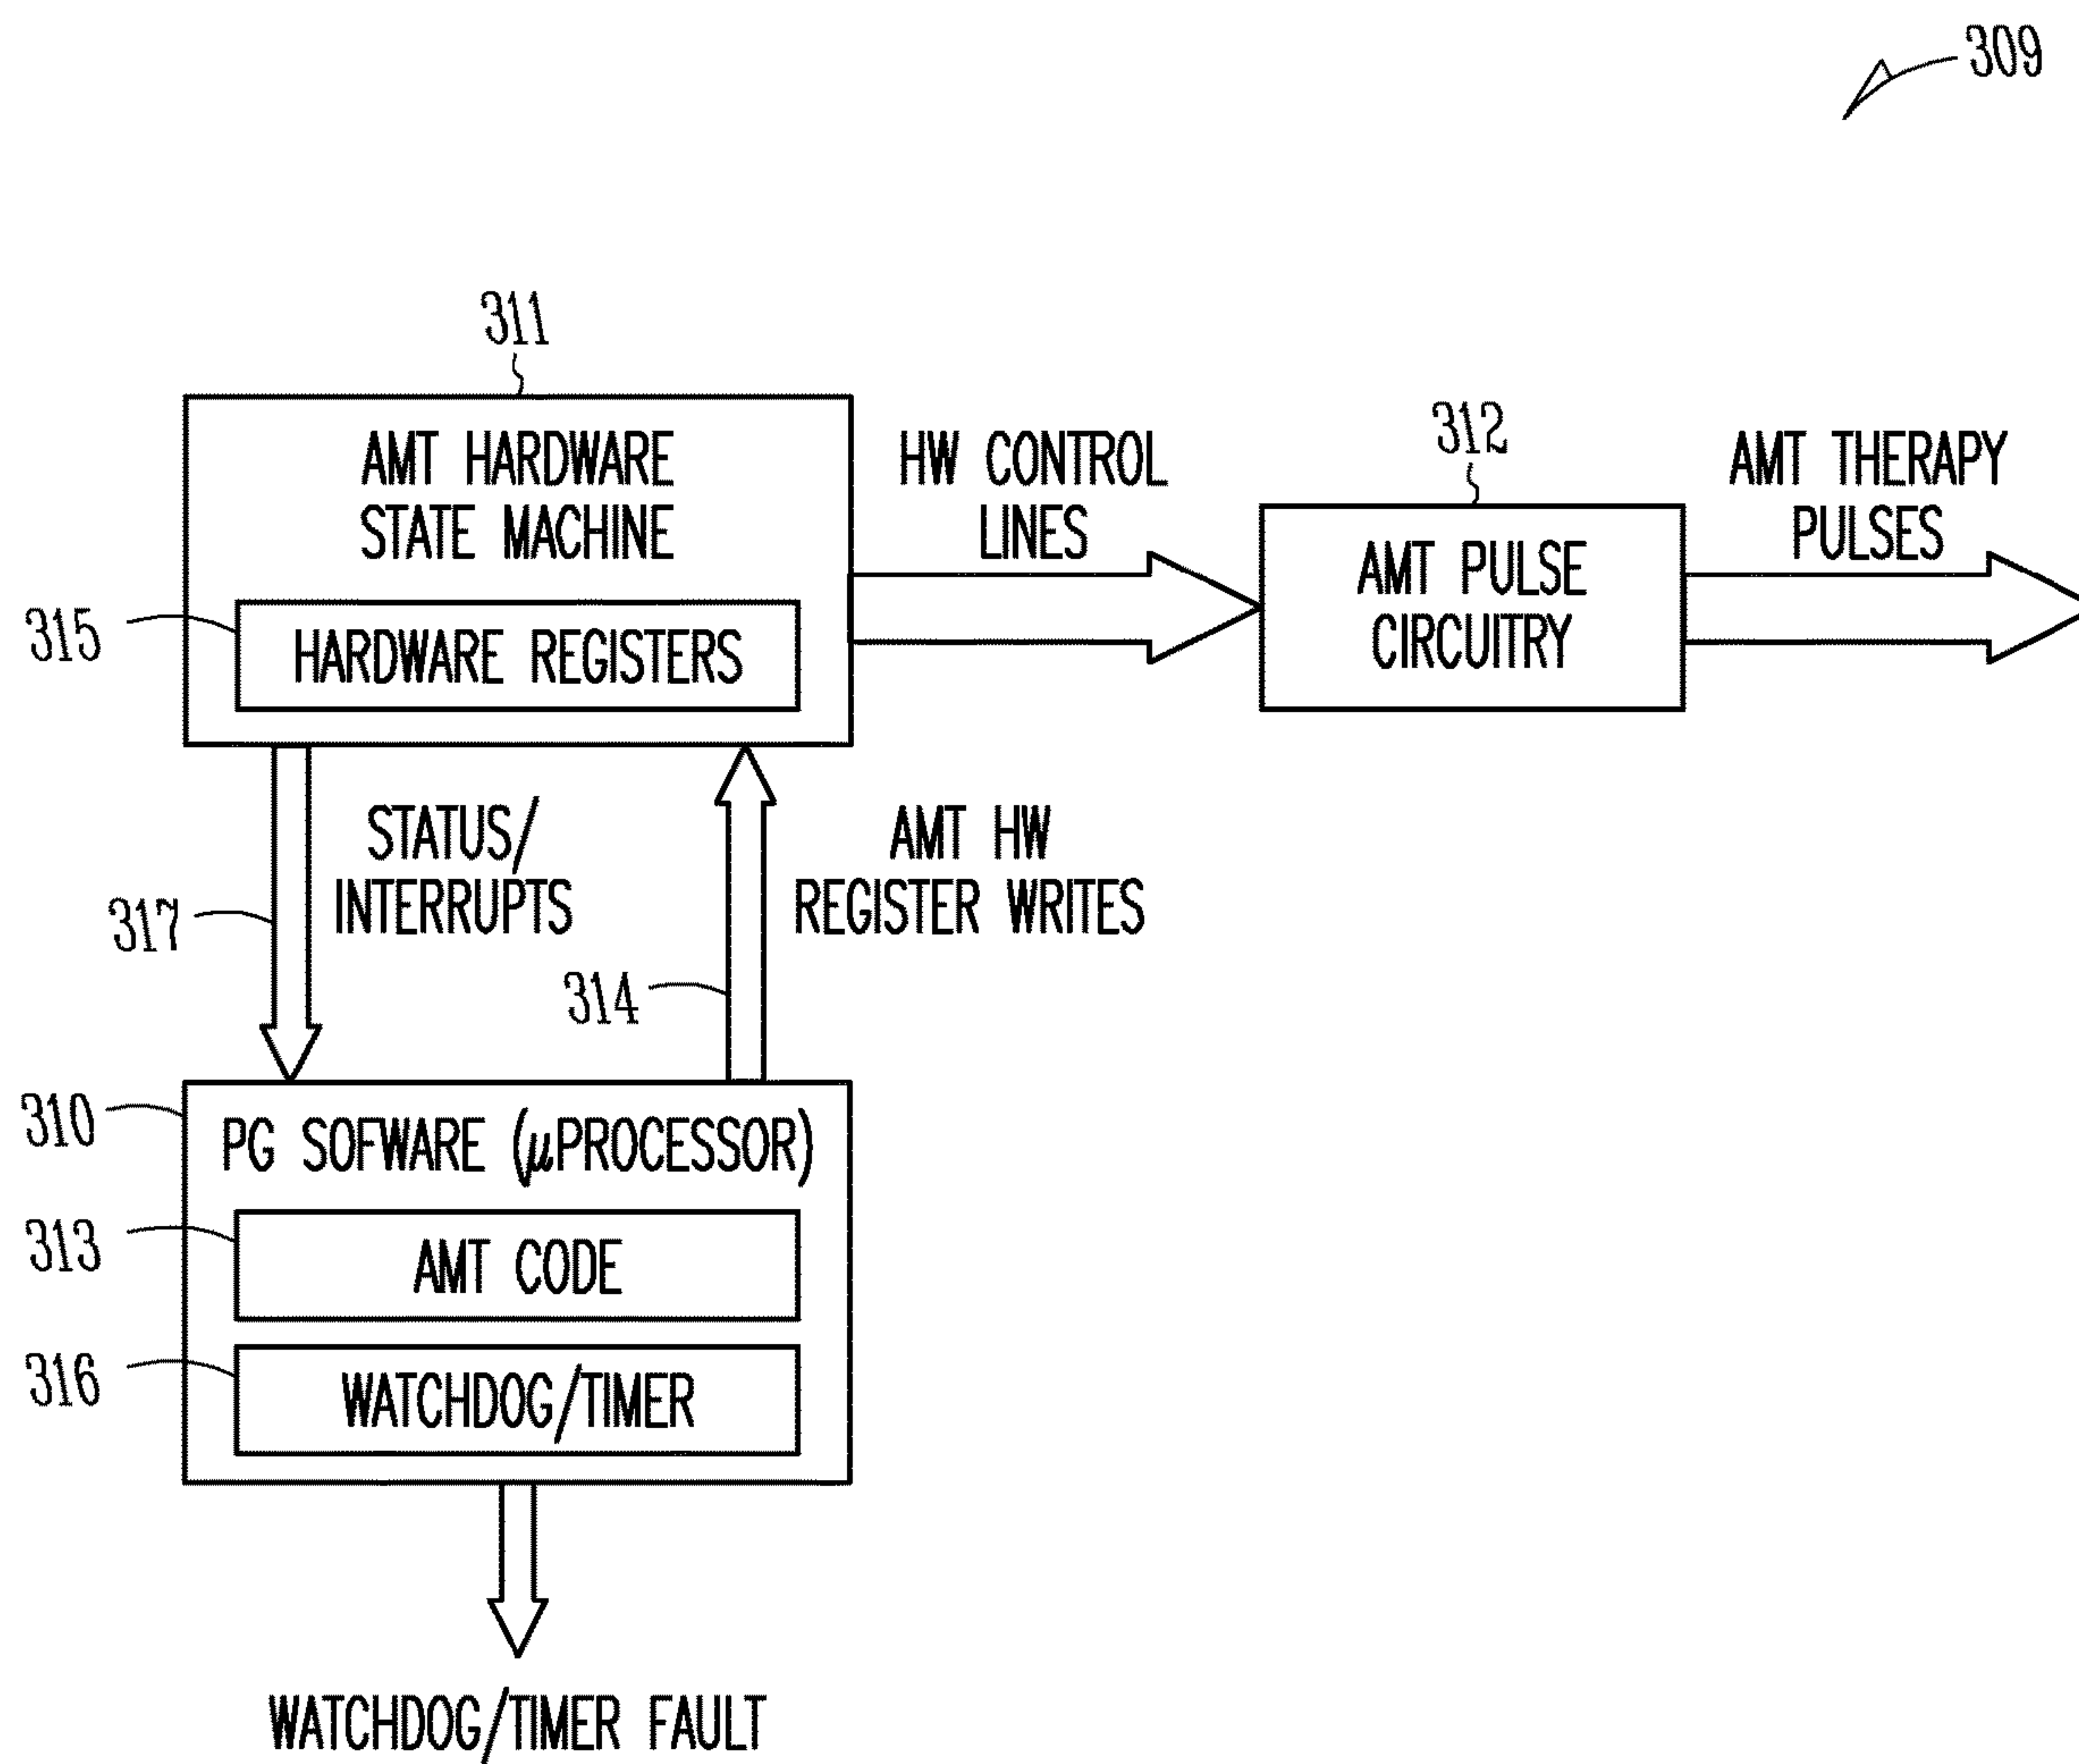 309
311
AMT HARDWARE
STATE MACHINE
315
HARDWARE REGISTERS
HW CONTROL
LINES
312
AMT PULSE
CIRCUITRY
AMT THERAPY
PULSES
317
STATUS/
INTERRUPTS
314
AMT HW
REGISTER WRITES
310
PG SOFWARE (μPROCESSOR)
313
AMT CODE
316
WATCHDOG/TIMER
WATCHDOG/TIMER FAULT